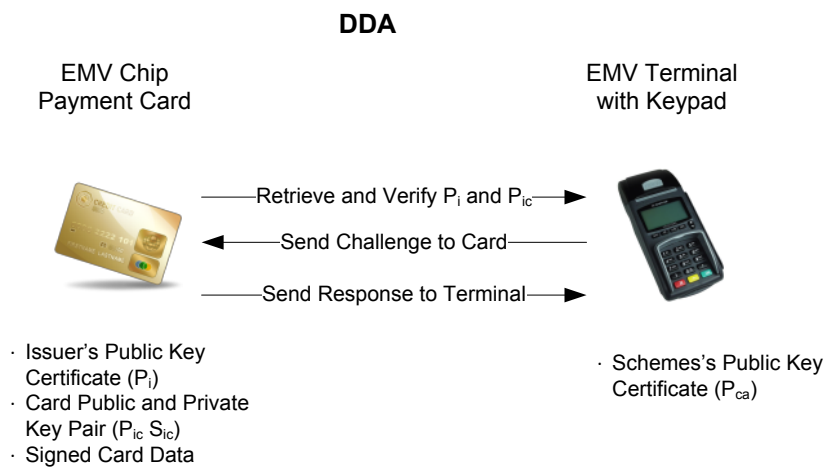 DDA
EMV Chip
Payment Card
EMV Terminal
with Keypad
Retrieve and Verify Pi and Pic
Send Challenge to Card
Send Response to Terminal
· Issuer's Public Key
Certificate (Pi)
· Card Public and Private
Key Pair (Pic Sic)
· Signed Card Data
· Schemes's Public Key
Certificate (Pca)